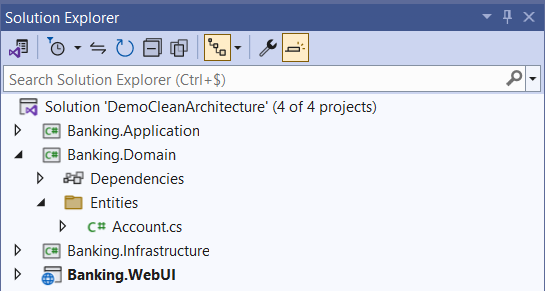 Solution Explorer
Search Solution Explorer (Ctrl+$)
Solution 'DemoCleanArchitecture' (4 of 4 projects)
C# Banking.Application
C# Banking.Domain
Dependencies
Entities
C# Account.cs
C# Banking.Infrastructure
Banking.WebUI